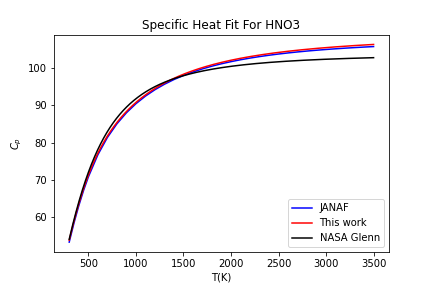 Specific Heat Fit For HNO3
100
90
80
70
60
C_p
JANAF
This work
NASA Glenn
500 1000 1500 2000 2500 3000 3500
T(K)